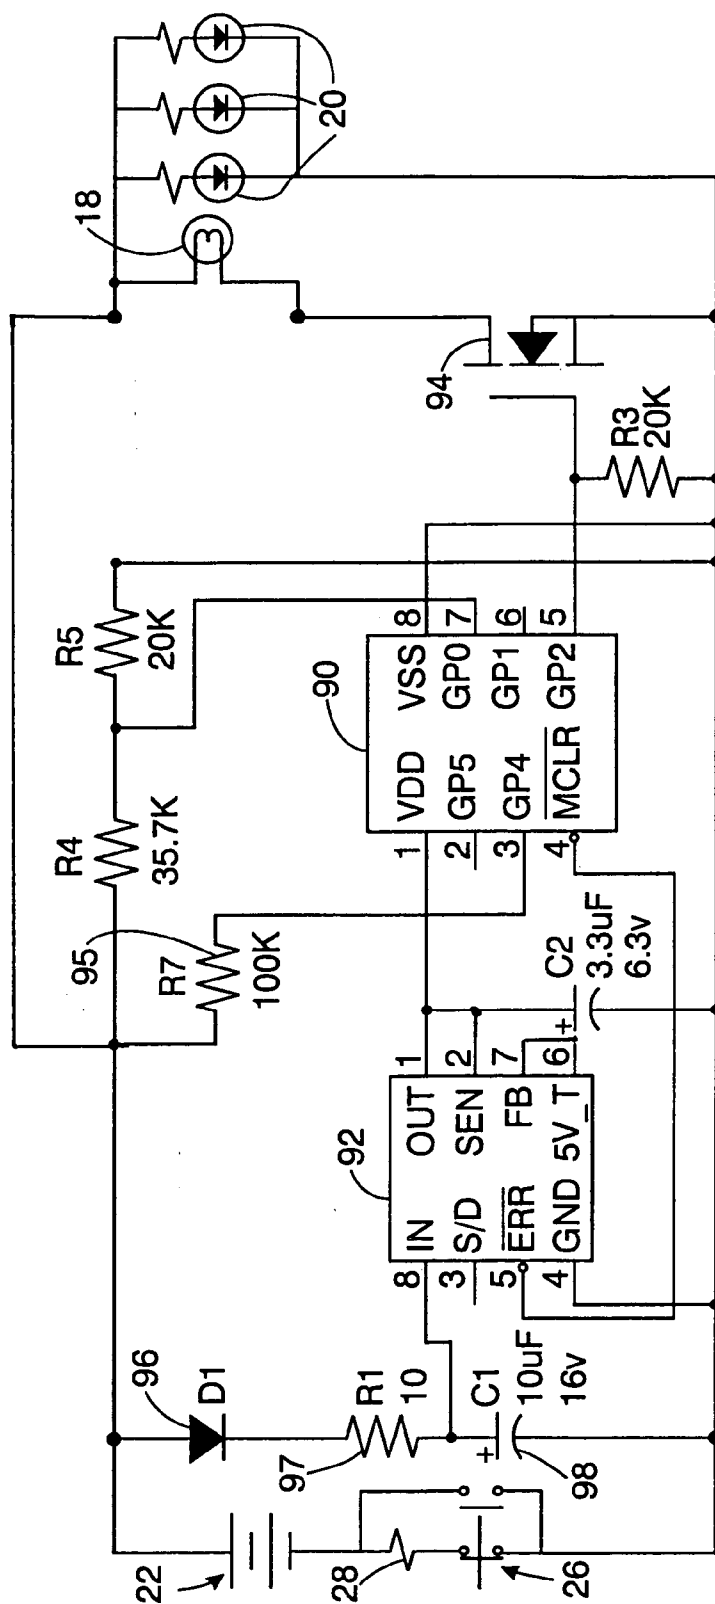 22
28
26
96
D1
97
R1
10
C1
10uF
16v
98
+
92
IN
S/D
ERR
GND
OUT
SEN
FB
5V_T
8
3
5
4
1
2
7
6
+
C2
3.3uF
6.3v
95
R7
100K
R4
35.7K
R5
20K
90
VDD
GP5
GP4
MCLR
VSS
GP0
GP1
GP2
1
2
3
4
8
7
6
5
R3
20K
94
18
20